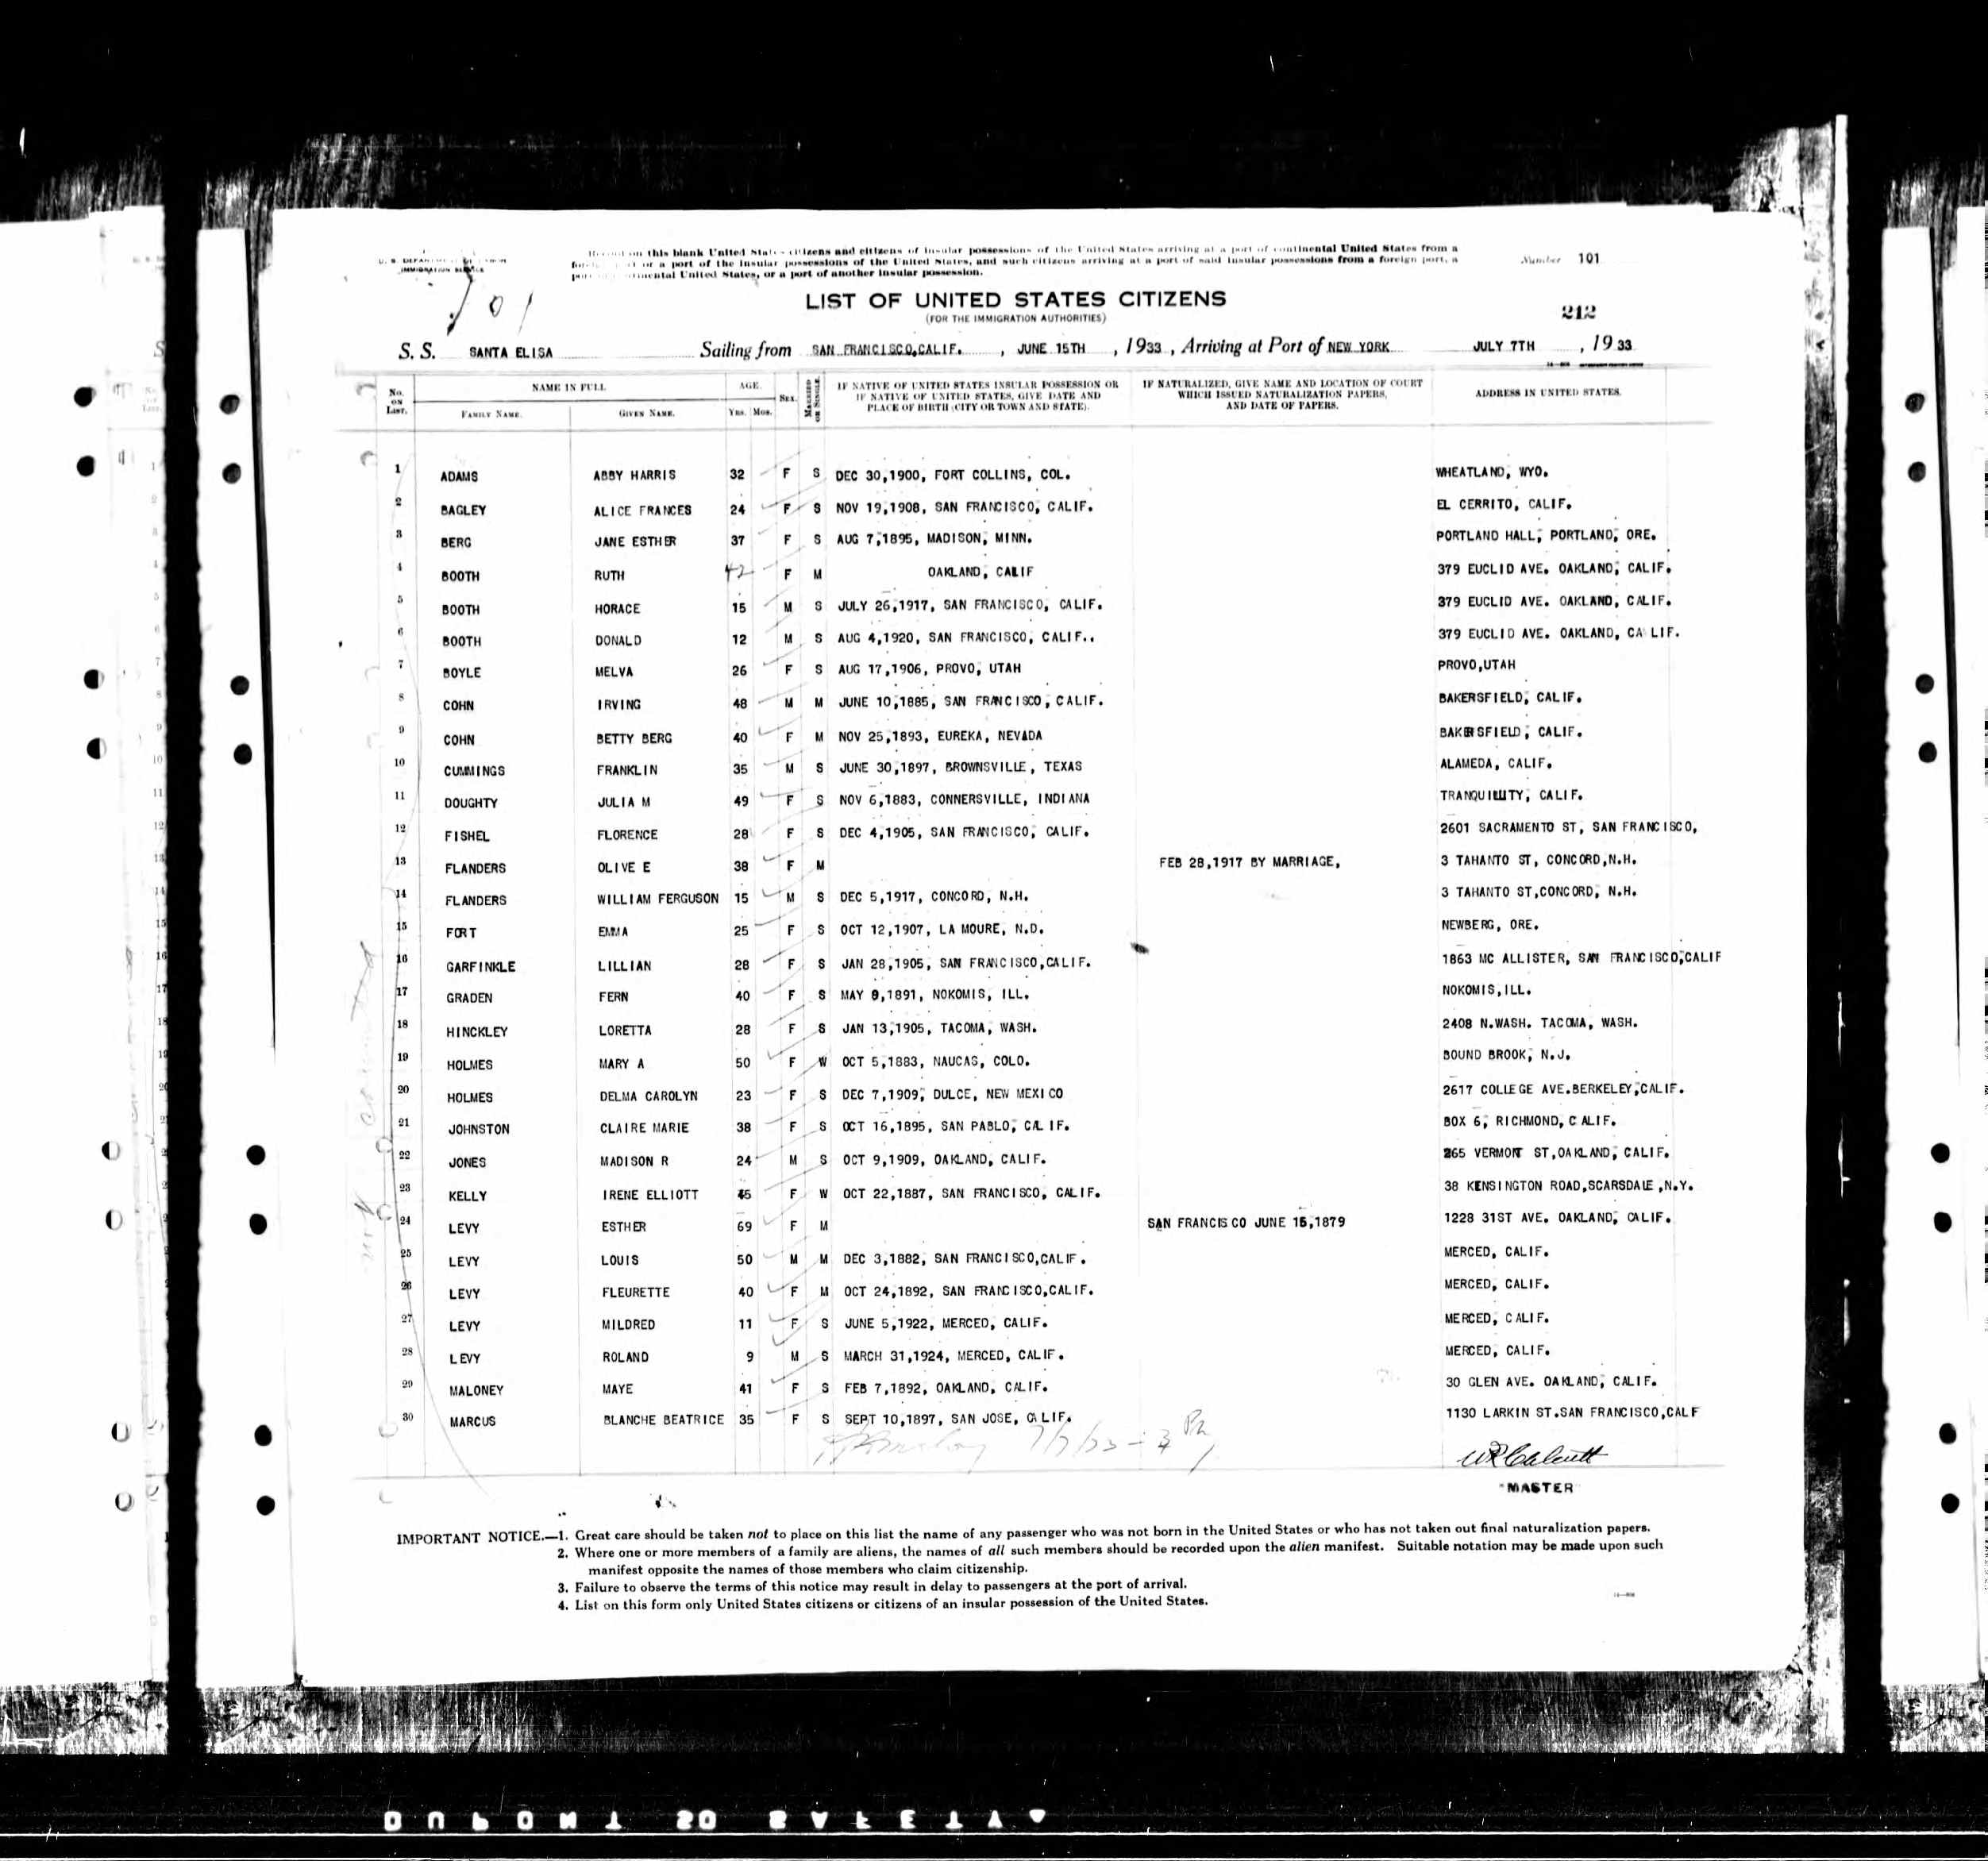 U. S. DEPARTMENT OF LABOR
IMMIGRATION SERVICE
on this blank United States citizens and citizens of insular possessions of the United States arriving at a port of continental United States from a
or a port of the insular possessions of the United States, and such citizens arriving at a port of said insular possessions from a foreign port, a
continental United States, or a port of another insular possession.
Number 101
701
LIST OF UNITED STATES CITIZENS
(FOR THE IMMIGRATION AUTHORITIES)
212
S. S. SANTA ELISA Sailing from SAN FRANCISCO,CALIF. , JUNE 15TH , 1933 , Arriving at Port of NEW YORK JULY 7TH , 19 33
No. ON LIST. NAME IN FULL AGE. SEX. MARRIED OR SINGLE. IF NATIVE OF UNITED STATES INSULAR POSSESSION OR IF NATIVE OF UNITED STATES, GIVE DATE AND PLACE OF BIRTH (CITY OR TOWN AND STATE). IF NATURALIZED, GIVE NAME AND LOCATION OF COURT WHICH ISSUED NATURALIZATION PAPERS, AND DATE OF PAPERS. ADDRESS IN UNITED STATES.
FAMILY NAME. GIVEN NAME. YRS. MOS.
1 ADAMS ABBY HARRIS 32 F S DEC 30,1900, FORT COLLINS, COL. WHEATLAND, WYO.
2 BAGLEY ALICE FRANCES 24 F S NOV 19,1908, SAN FRANCISCO, CALIF. EL CERRITO, CALIF.
3 BERG JANE ESTHER 37 F S AUG 7,1895, MADISON, MINN. PORTLAND HALL, PORTLAND, ORE.
4 BOOTH RUTH 42 F M OAKLAND, CALIF 379 EUCLID AVE. OAKLAND, CALIF.
5 BOOTH HORACE 15 M S JULY 26,1917, SAN FRANCISCO, CALIF. 379 EUCLID AVE. OAKLAND, CALIF.
6 BOOTH DONALD 12 M S AUG 4,1920, SAN FRANCISCO, CALIF.. 379 EUCLID AVE. OAKLAND, CA LIF.
7 BOYLE MELVA 26 F S AUG 17,1906, PROVO, UTAH PROVO,UTAH
8 COHN IRVING 48 M M JUNE 10,1885, SAN FRANCISCO, CALIF. BAKERSFIELD, CALIF.
9 COHN BETTY BERG 40 F M NOV 25,1893, EUREKA, NEVADA BAKERSFIELD, CALIF.
10 CUMMINGS FRANKLIN 35 M S JUNE 30,1897, BROWNSVILLE, TEXAS ALAMEDA, CALIF.
11 DOUGHTY JULIA M 49 F S NOV 6,1883, CONNERSVILLE, INDIANA TRANQUILLITY, CALIF.
12 FISHEL FLORENCE 28 F S DEC 4,1905, SAN FRANCISCO, CALIF. 2601 SACRAMENTO ST, SAN FRANCISCO,
13 FLANDERS OLIVE E 38 F M FEB 28,1917 BY MARRIAGE, 3 TAHANTO ST, CONCORD,N.H.
14 FLANDERS WILLIAM FERGUSON 15 M S DEC 5,1917, CONCORD, N.H. 3 TAHANTO ST,CONCORD, N.H.
15 FORT EMMA 25 F S OCT 12,1907, LA MOURE, N.D. NEWBERG, ORE.
16 GARFINKLE LILLIAN 28 F S JAN 28,1905, SAN FRANCISCO,CALIF. 1863 MC ALLISTER, SAN FRANCISCO,CALIF
17 GRADEN FERN 40 F S MAY 9,1891, NOKOMIS, ILL. NOKOMIS,ILL.
18 HINCKLEY LORETTA 28 F S JAN 13,1905, TACOMA, WASH. 2408 N.WASH. TACOMA, WASH.
19 HOLMES MARY A 50 F W OCT 5,1883, NAUCAS, COLO. BOUND BROOK, N.J.
20 HOLMES DELMA CAROLYN 23 F S DEC 7,1909, DULCE, NEW MEXICO 2617 COLLEGE AVE.BERKELEY,CALIF.
21 JOHNSTON CLAIRE MARIE 38 F S OCT 16,1895, SAN PABLO, CALIF. BOX 6, RICHMOND, CALIF.
22 JONES MADISON R 24 M S OCT 9,1909, OAKLAND, CALIF. 265 VERMONT ST,OAKLAND, CALIF.
23 KELLY IRENE ELLIOTT 45 F W OCT 22,1887, SAN FRANCISCO, CALIF. 38 KENSINGTON ROAD,SCARSDALE,N.Y.
24 LEVY ESTHER 69 F M SAN FRANCISCO JUNE 16,1879 1228 31ST AVE. OAKLAND, CALIF.
25 LEVY LOUIS 50 M M DEC 3,1882, SAN FRANCISCO,CALIF. MERCED, CALIF.
26 LEVY FLEURETTE 40 F M OCT 24,1892, SAN FRANCISCO,CALIF. MERCED, CALIF.
27 LEVY MILDRED 11 F S JUNE 5,1922, MERCED, CALIF. MERCED, CALIF.
28 LEVY ROLAND 9 M S MARCH 31,1924, MERCED, CALIF. MERCED, CALIF.
29 MALONEY MAYE 41 F S FEB 7,1892, OAKLAND, CALIF. 30 GLEN AVE. OAKLAND, CALIF.
30 MARCUS BLANCHE BEATRICE 35 F S SEPT 10,1897, SAN JOSE, CALIF. 1130 LARKIN ST.SAN FRANCISCO,CALF
7/7/33
"MASTER"
IMPORTANT NOTICE.—1. Great care should be taken not to place on this list the name of any passenger who was not born in the United States or who has not taken out final naturalization papers.
2. Where one or more members of a family are aliens, the names of all such members should be recorded upon the alien manifest. Suitable notation may be made upon such
manifest opposite the names of those members who claim citizenship.
3. Failure to observe the terms of this notice may result in delay to passengers at the port of arrival.
4. List on this form only United States citizens or citizens of an insular possession of the United States.